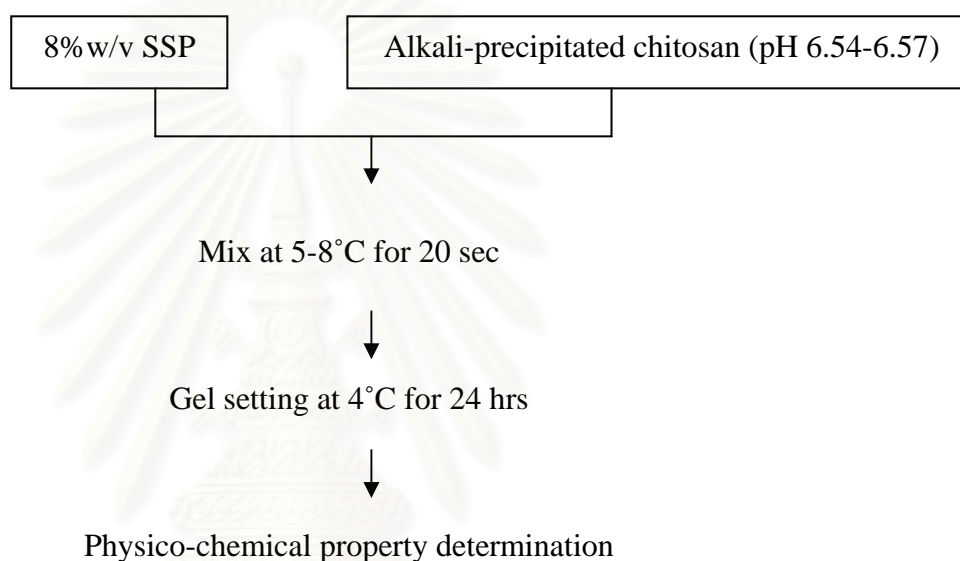 8%w/v SSP
Alkali-precipitated chitosan (pH 6.54-6.57)
Mix at 5-8˚C for 20 sec
Gel setting at 4˚C for 24 hrs
Physico-chemical property determination